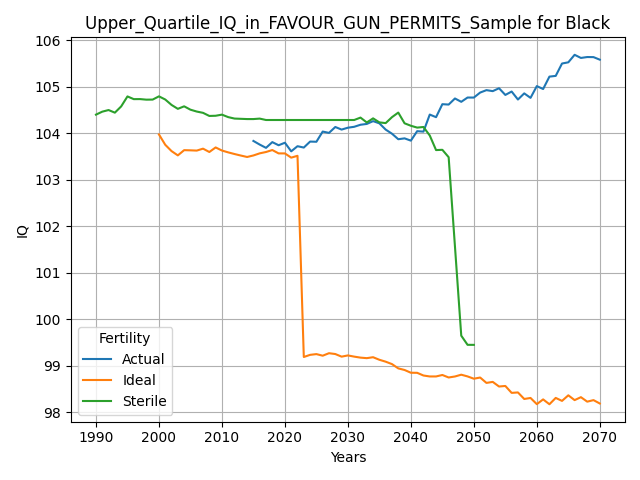 Upper_Quartile_IQ_in_FAVOUR_GUN_PERMITS_Sample for Black
106
105
104
103
102
101
100
99
98
IQ
Fertility
Actual
Ideal
Sterile
1990 2000 2010 2020 2030 2040 2050 2060 2070
Years